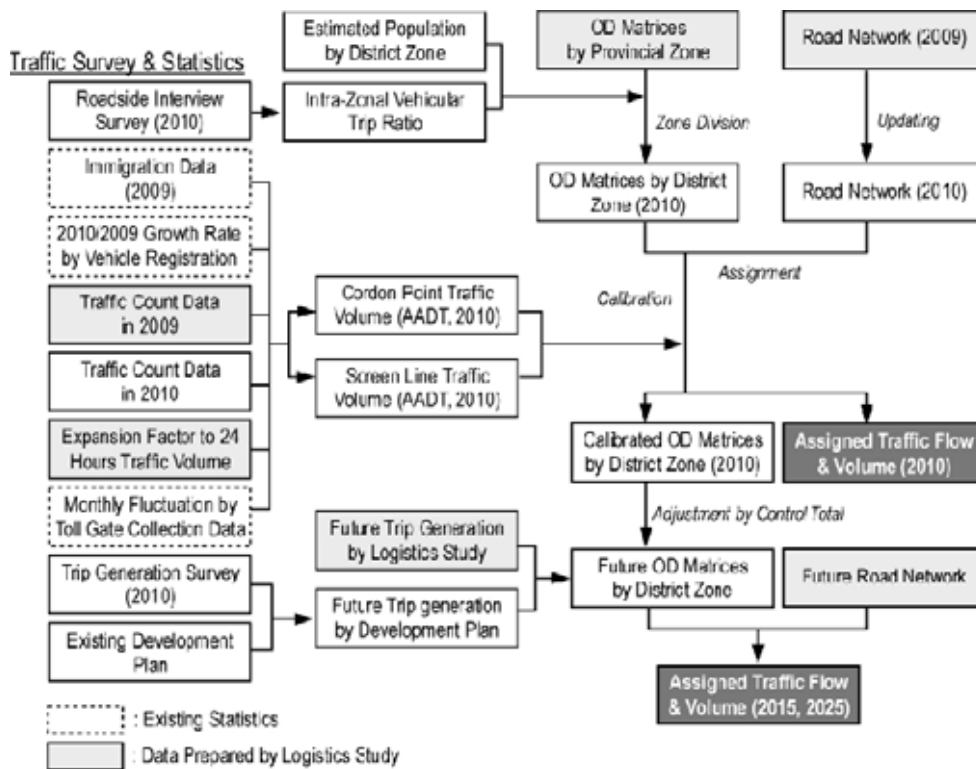 Estimated Population
by District Zone
OD Matrices
by Provincial Zone
Road Network (2009)
Traffic Survey & Statistics
Roadside Interview
Survey (2010)
Intra-Zonal Vehicular
Trip Ratio
Zone Division
Updating
Immigration Data
(2009)
OD Matrices by District
Zone (2010)
Road Network (2010)
2010/2009 Growth Rate
by Vehicle Registration
Assignment
Calibration
Traffic Count Data
in 2009
Cordon Point Traffic
Volume (AADT, 2010)
Traffic Count Data
in 2010
Screen Line Traffic
Volume (AADT, 2010)
Expansion Factor to 24
Hours Traffic Volume
Calibrated OD Matrices
by District Zone (2010)
Assigned Traffic Flow
& Volume (2010)
Monthly Fluctuation by
Toll Gate Collection Data
Adjustment by Control Total
Future Trip Generation
by Logistics Study
Trip Generation Survey
(2010)
Future OD Matrices
by District Zone
Future Road Network
Future Trip generation
by Development Plan
Existing Development
Plan
Assigned Traffic Flow
& Volume (2015, 2025)
: Existing Statistics
: Data Prepared by Logistics Study